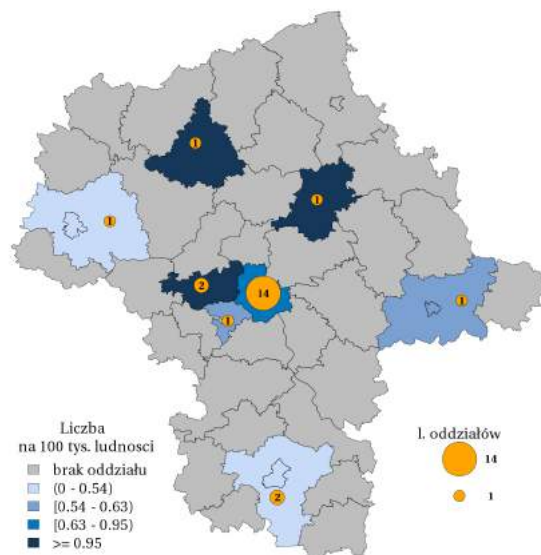 1
1
1
2
14
1
1
2
Liczba
na 100 tys. ludnosci
brak oddziału
(0 - 0.54)
[0.54 - 0.63)
[0.63 - 0.95)
>= 0.95
l. oddziałów
14
1